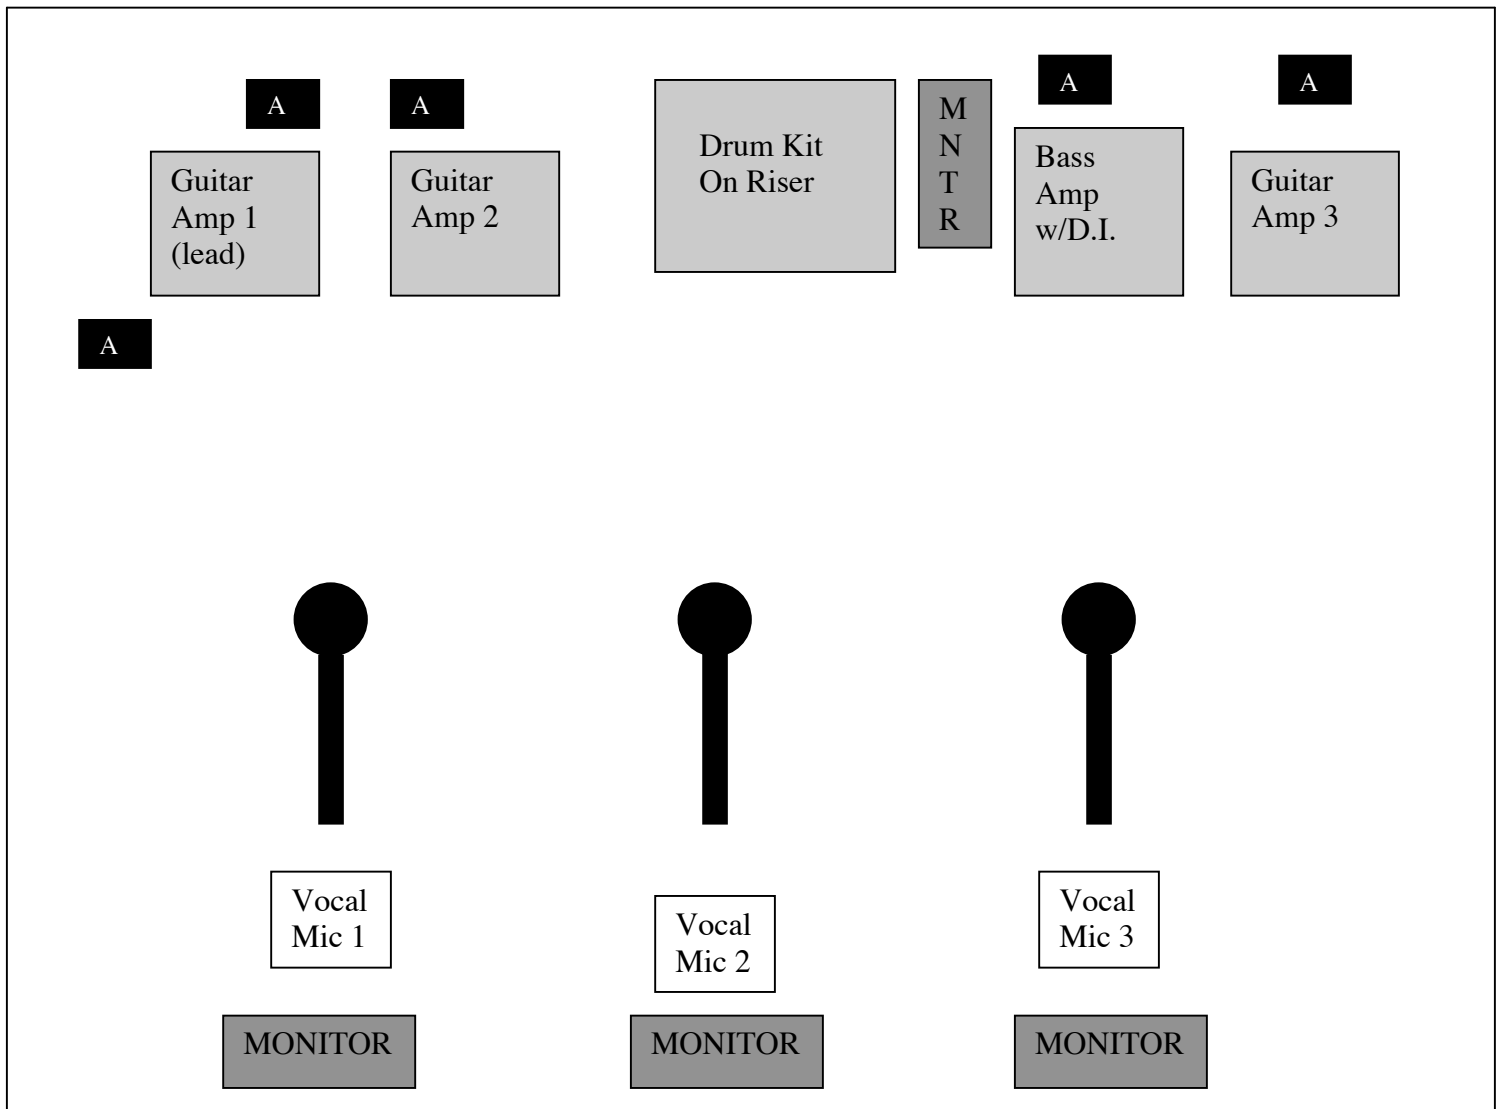 A
A
A
A
Guitar
Amp 1
(lead)
Guitar
Amp 2
Drum Kit
On Riser
M
N
T
R
Bass
Amp
w/D.I.
Guitar
Amp 3
A
Vocal
Mic 1
Vocal
Mic 2
Vocal
Mic 3
MONITOR
MONITOR
MONITOR